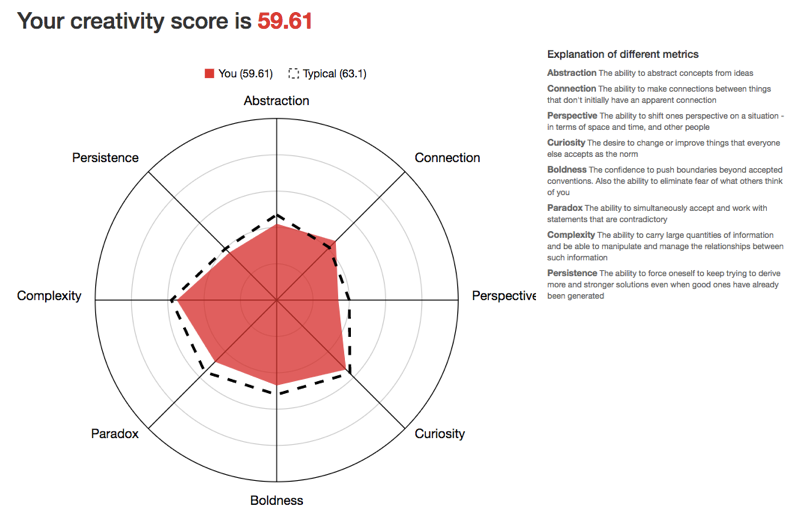 Your creativity score is 59.61
You (59.61) Typical (63.1)
Abstraction
Persistence
Connection
Complexity
Perspective
Paradox
Curiosity
Boldness
Explanation of different metrics
Abstraction The ability to abstract concepts from ideas
Connection The ability to make connections between things
that don't initially have an apparent connection
Perspective The ability to shift ones perspective on a situation -
in terms of space and time, and other people
Curiosity The desire to change or improve things that everyone
else accepts as the norm
Boldness The confidence to push boundaries beyond accepted
conventions. Also the ability to eliminate fear of what others think
of you
Paradox The ability to simultaneously accept and work with
statements that are contradictory
Complexity The ability to carry large quantities of information
and be able to manipulate and manage the relationships between
such information
Persistence The ability to force oneself to keep trying to derive
more and stronger solutions even when good ones have already
been generated